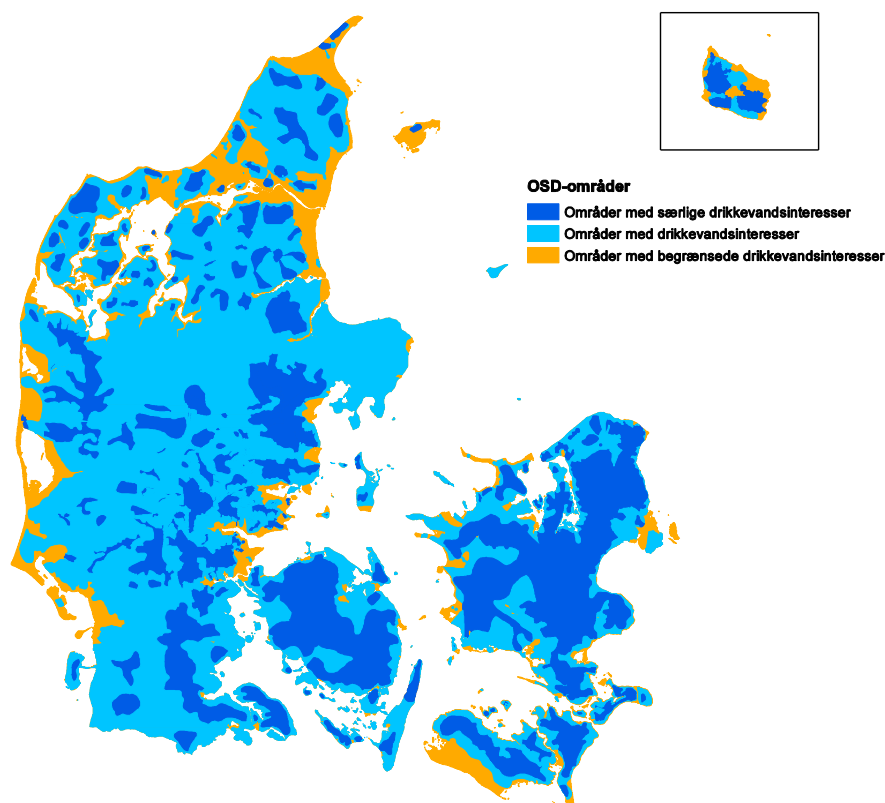 OSD-områder
Områder med særlige drikkevandsinteresser
Områder med drikkevandsinteresser
Områder med begrænsede drikkevandsinteresser